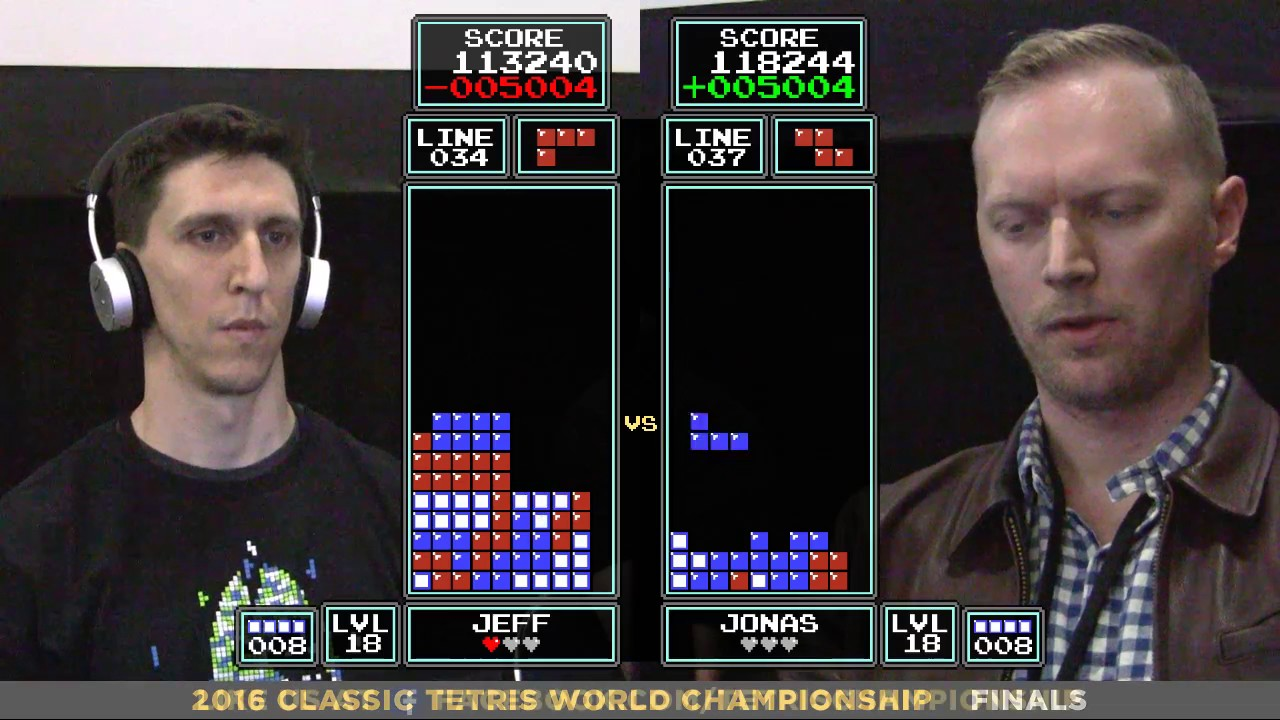 SCORE
113240
-005004
SCORE
118244
+005004
LINE
034
LINE
037
VS
008
LVL
18
JEFF
JONAS
LVL
18
008
2016 CLASSIC TETRIS WORLD CHAMPIONSHIP FINALS